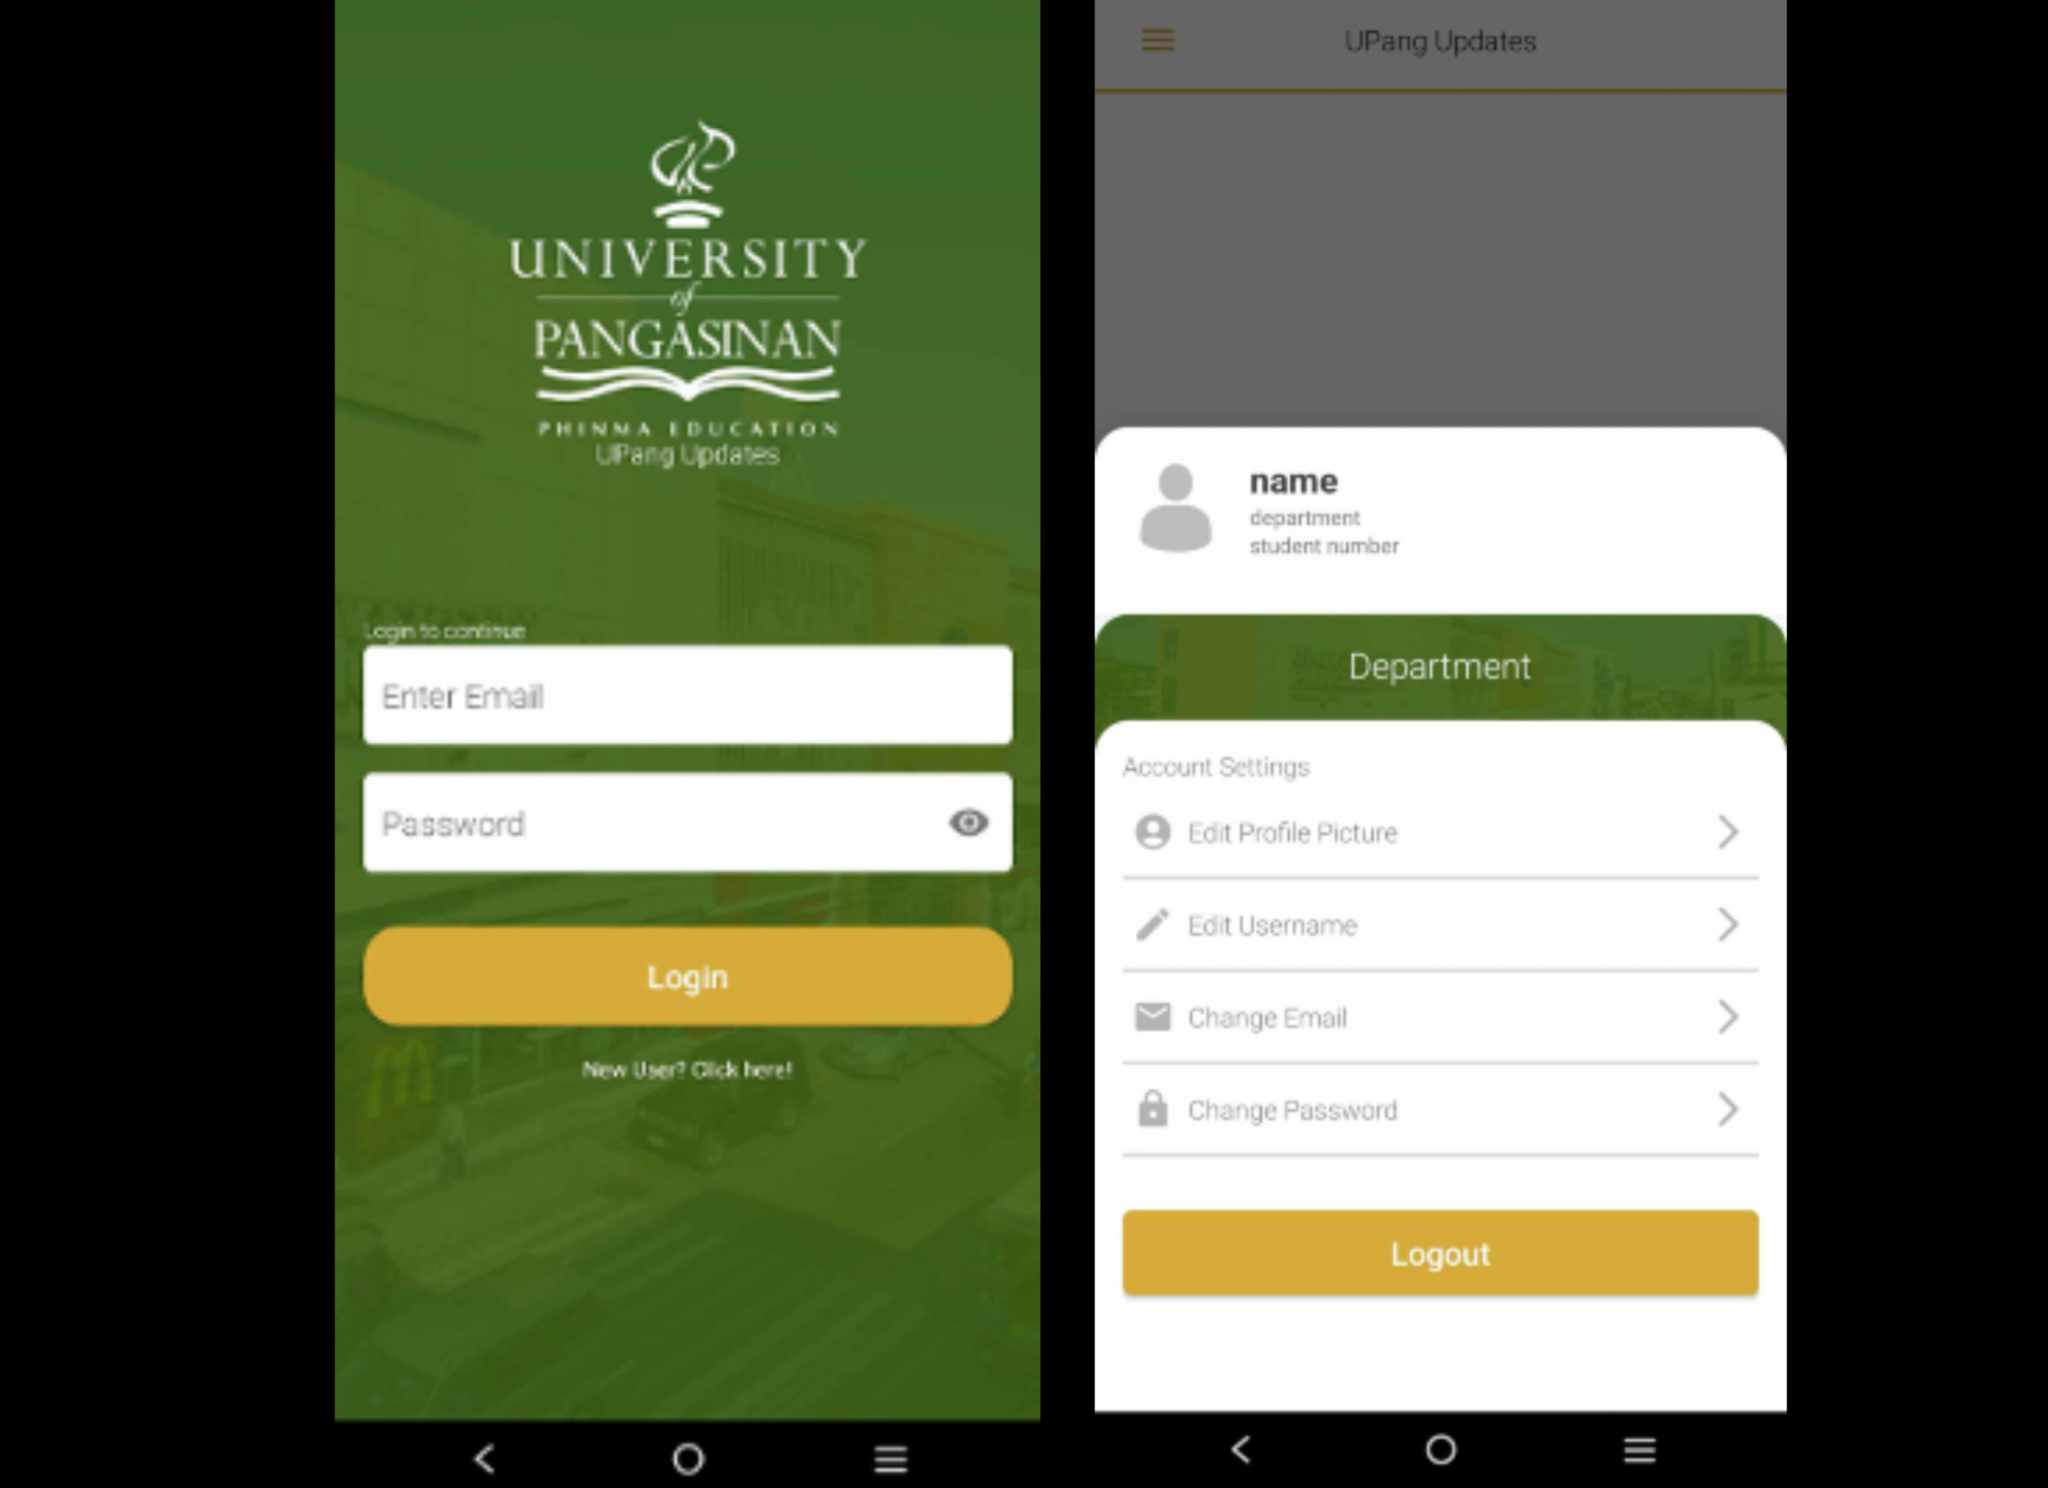 UNIVERSITY
of
PANGASINAN
PHINMA EDUCATION
UPang Updates
Login to continue
Enter Email
Password
Login
New User? Click here!
UPang Updates
name
department
student number
Department
Account Settings
Edit Profile Picture
Edit Username
Change Email
Change Password
Logout